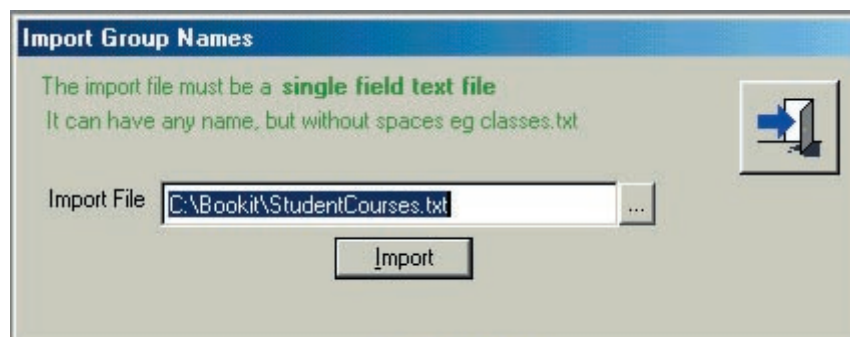 Import Group Names
The import file must be a single field text file
It can have any name, but without spaces eg classes.txt
Import File C:\Bookit\StudentCourses.txt ...
Import